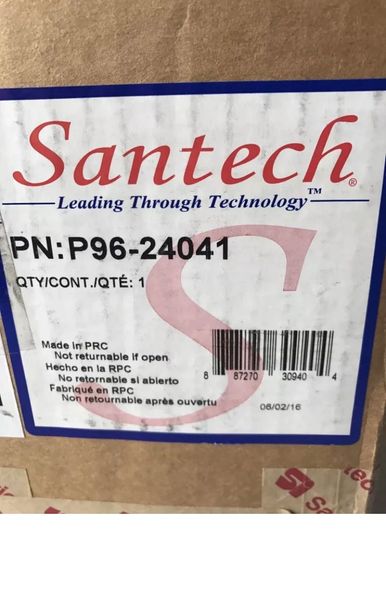 Santech®
Leading Through Technology™
PN: P96-24041
QTY/CONT./QTÉ: 1
Made in PRC
Not returnable if open
Hecho en la RPC
No retornable si abierto
Fabriqué en RPC
Non retournable après ouvertu
8 87270 30940 4
06/02/16
Santec